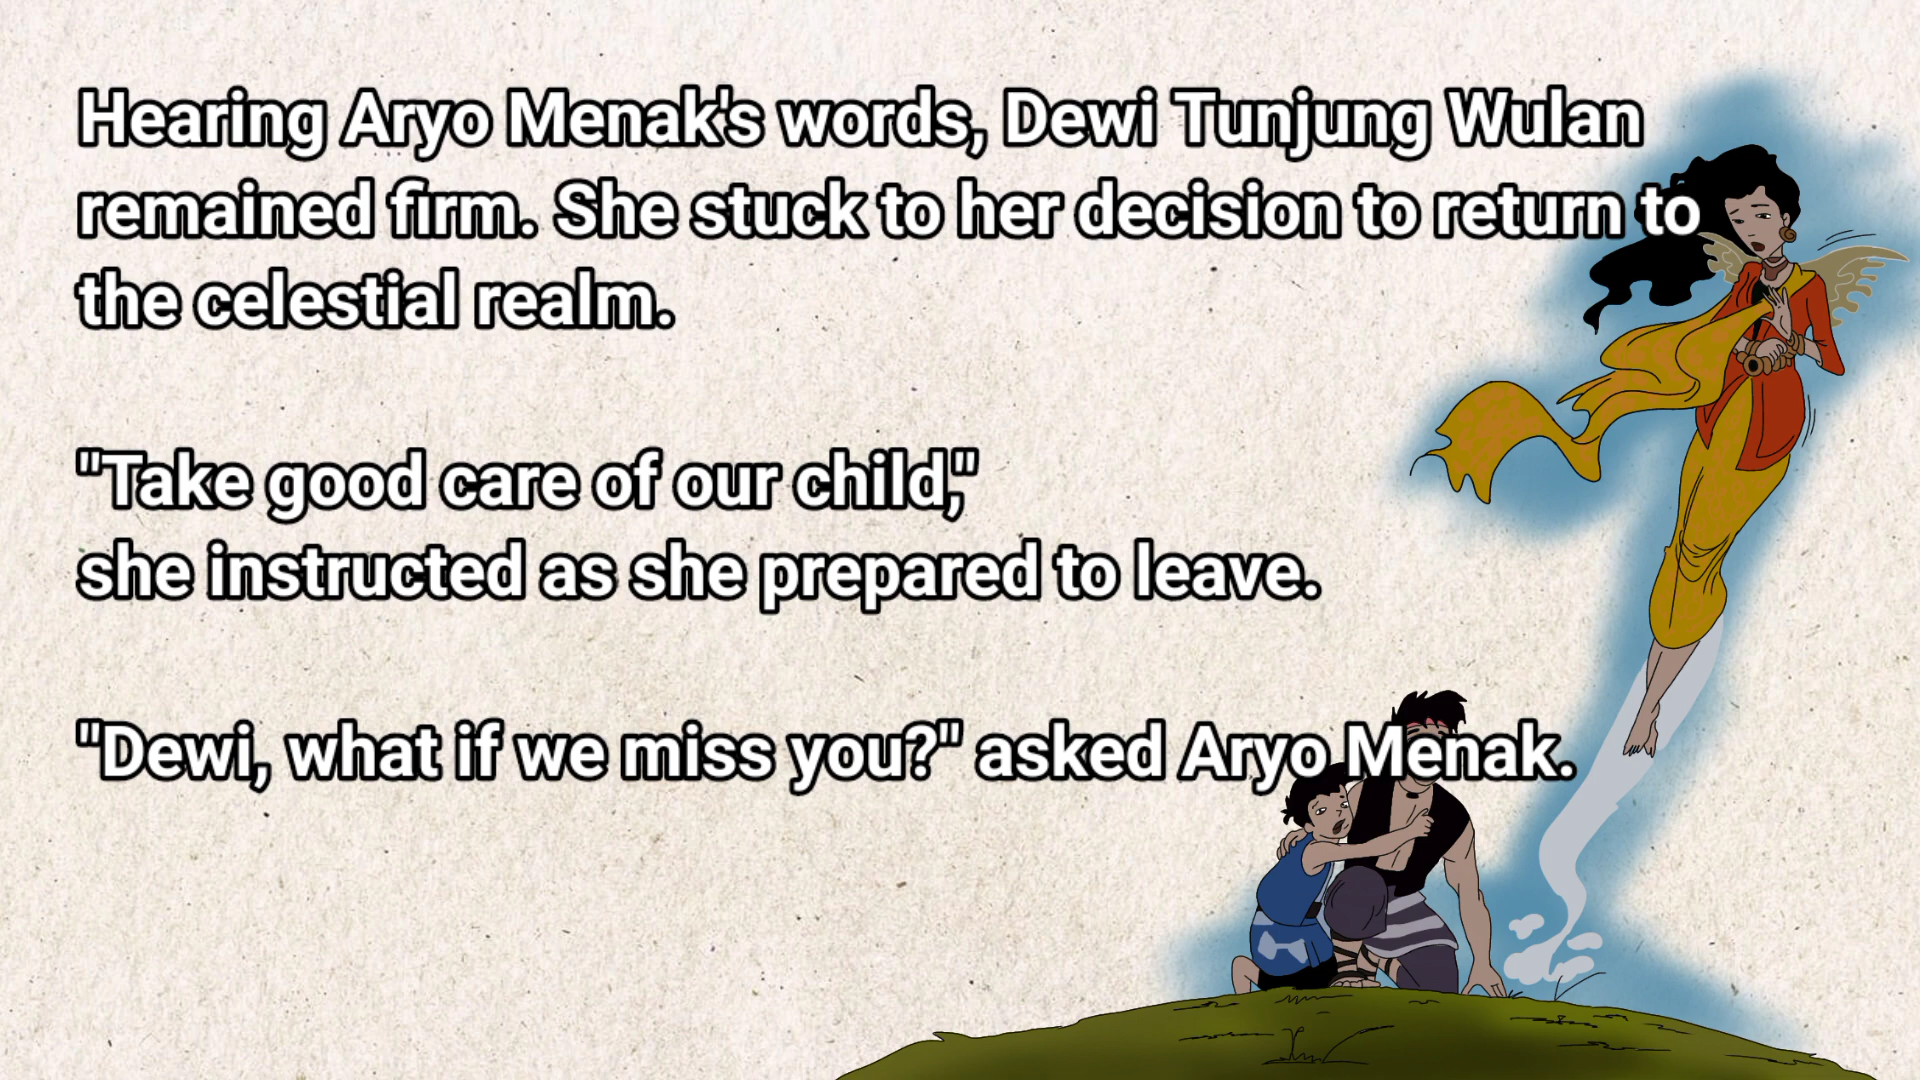 Hearing Aryo Menak's words, Dewi Tunjung Wulan
remained firm. She stuck to her decision to return to
the celestial realm.
"Take good care of our child,"
she instructed as she prepared to leave.
"Dewi, what if we miss you?" asked Aryo Menak.